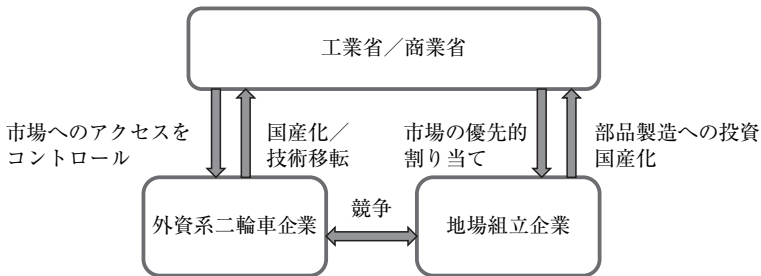 工業省／商業省
市場へのアクセスを
コントロール
国産化／
技術移転
市場の優先的
割り当て
部品製造への投資
国産化
外資系二輪車企業
競争
地場組立企業